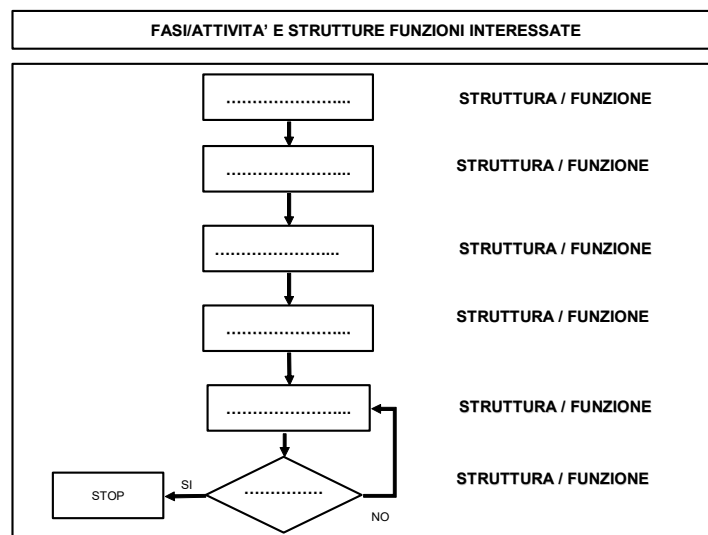 FASI/ATTIVITA’ E STRUTTURE FUNZIONI INTERESSATE
……………………... STRUTTURA / FUNZIONE
……………………... STRUTTURA / FUNZIONE
……………………... STRUTTURA / FUNZIONE
……………………... STRUTTURA / FUNZIONE
……………………... STRUTTURA / FUNZIONE
…………… STRUTTURA / FUNZIONE
SI
STOP
NO